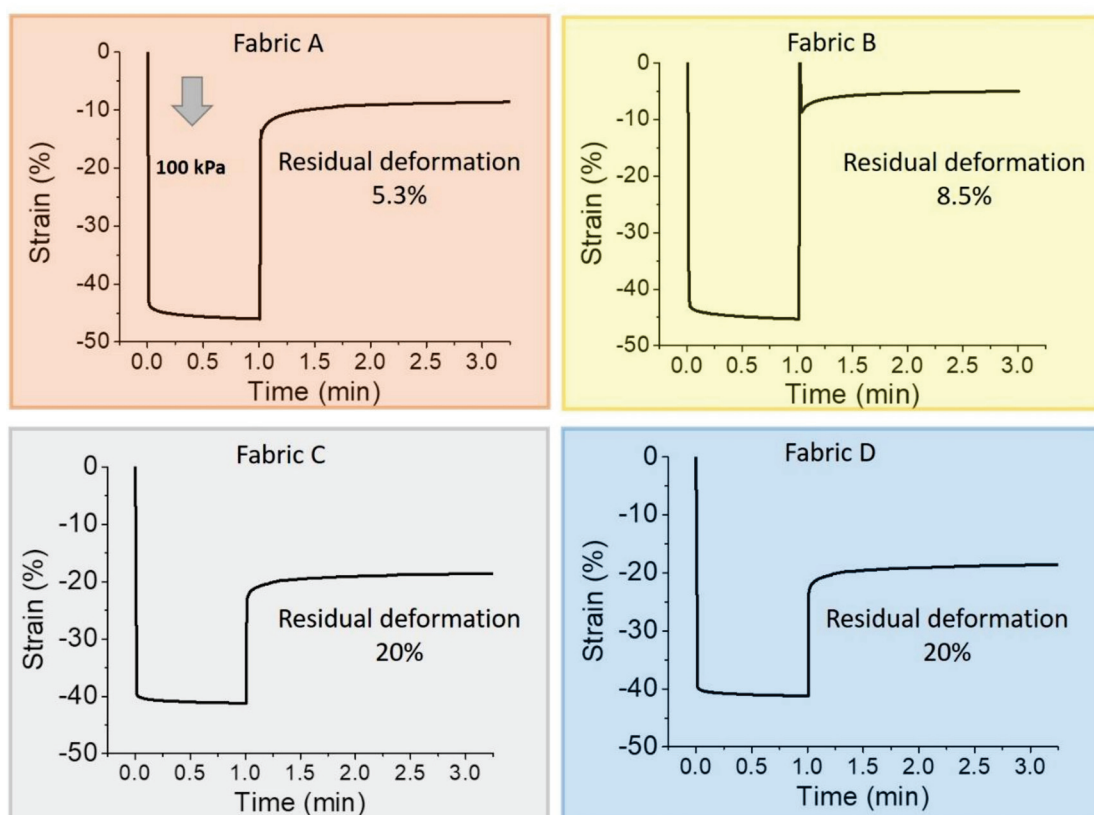 Fabric A
0
-10
-20
-30
-40
-50
Strain (%)
100 kPa
Residual deformation
5.3%
0.0 0.5 1.0 1.5 2.0 2.5 3.0
Time (min)
Fabric B
0
-10
-20
-30
-40
-50
Strain (%)
Residual deformation
8.5%
0.0 0.5 1.0 1.5 2.0 2.5 3.0
Time (min)
Fabric C
0
-10
-20
-30
-40
-50
Strain (%)
Residual deformation
20%
0.0 0.5 1.0 1.5 2.0 2.5 3.0
Time (min)
Fabric D
0
-10
-20
-30
-40
-50
Strain (%)
Residual deformation
20%
0.0 0.5 1.0 1.5 2.0 2.5 3.0
Time (min)